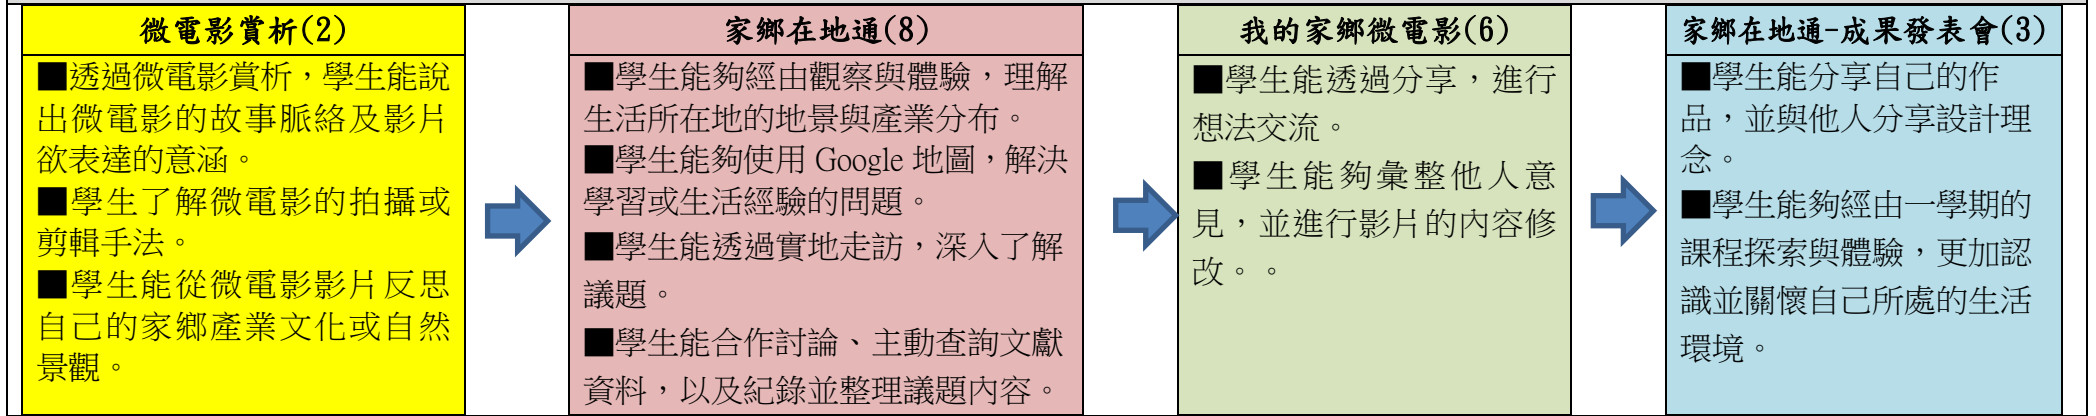 微電影賞析(2)
■透過微電影賞析，學生能說
出微電影的故事脈絡及影片
欲表達的意涵。
■學生了解微電影的拍攝或
剪輯手法。
■學生能從微電影影片反思
自己的家鄉產業文化或自然
景觀。
家鄉在地通(8)
■學生能夠經由觀察與體驗，理解
生活所在地的地景與產業分布。
■學生能夠使用 Google 地圖，解決
學習或生活經驗的問題。
■學生能透過實地走訪，深入了解
議題。
■學生能合作討論、主動查詢文獻
資料，以及紀錄並整理議題內容。
我的家鄉微電影(6)
■學生能透過分享，進行
想法交流。
■學生能夠彙整他人意
見，並進行影片的內容修
改。。
家鄉在地通-成果發表會(3)
■學生能分享自己的作
品，並與他人分享設計理
念。
■學生能夠經由一學期的
課程探索與體驗，更加認
識並關懷自己所處的生活
環境。